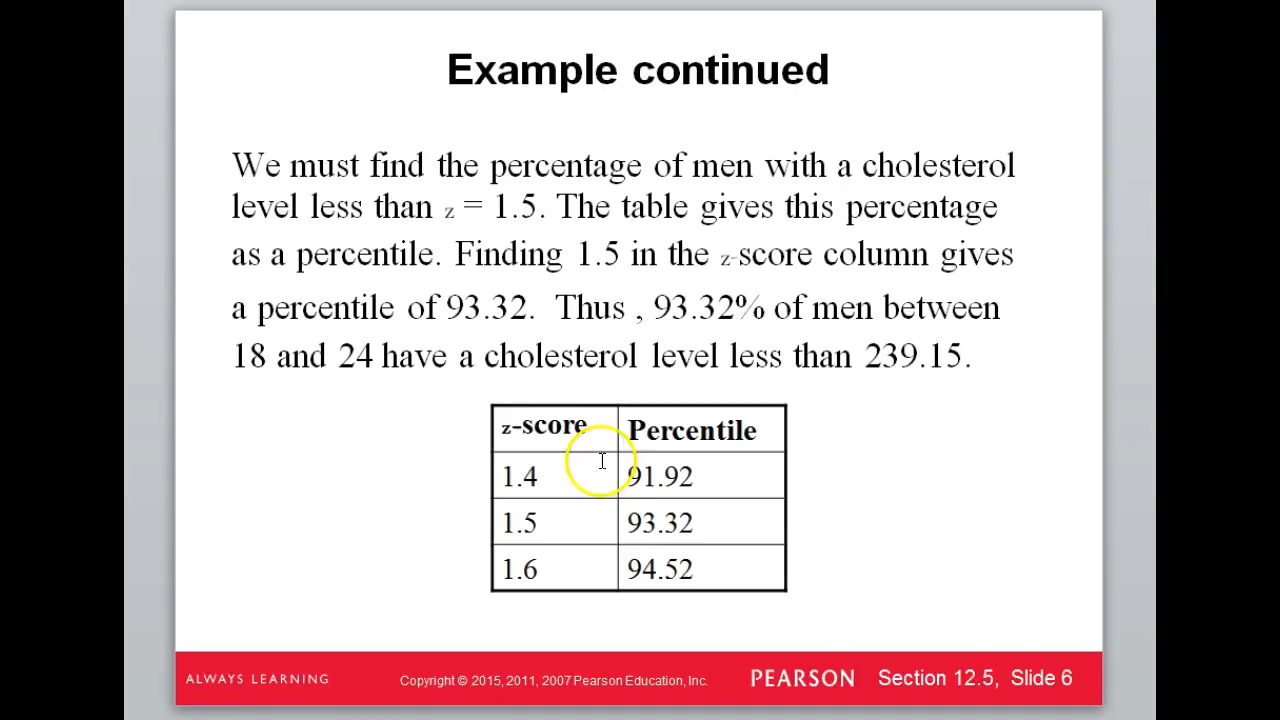 Example continued
We must find the percentage of men with a cholesterol
level less than z = 1.5. The table gives this percentage
as a percentile. Finding 1.5 in the z-score column gives
a percentile of 93.32. Thus , 93.32% of men between
18 and 24 have a cholesterol level less than 239.15.
z-score Percentile
1.4 91.92
1.5 93.32
1.6 94.52
ALWAYS LEARNING Copyright © 2015, 2011, 2007 Pearson Education, Inc. PEARSON Section 12.5, Slide 6